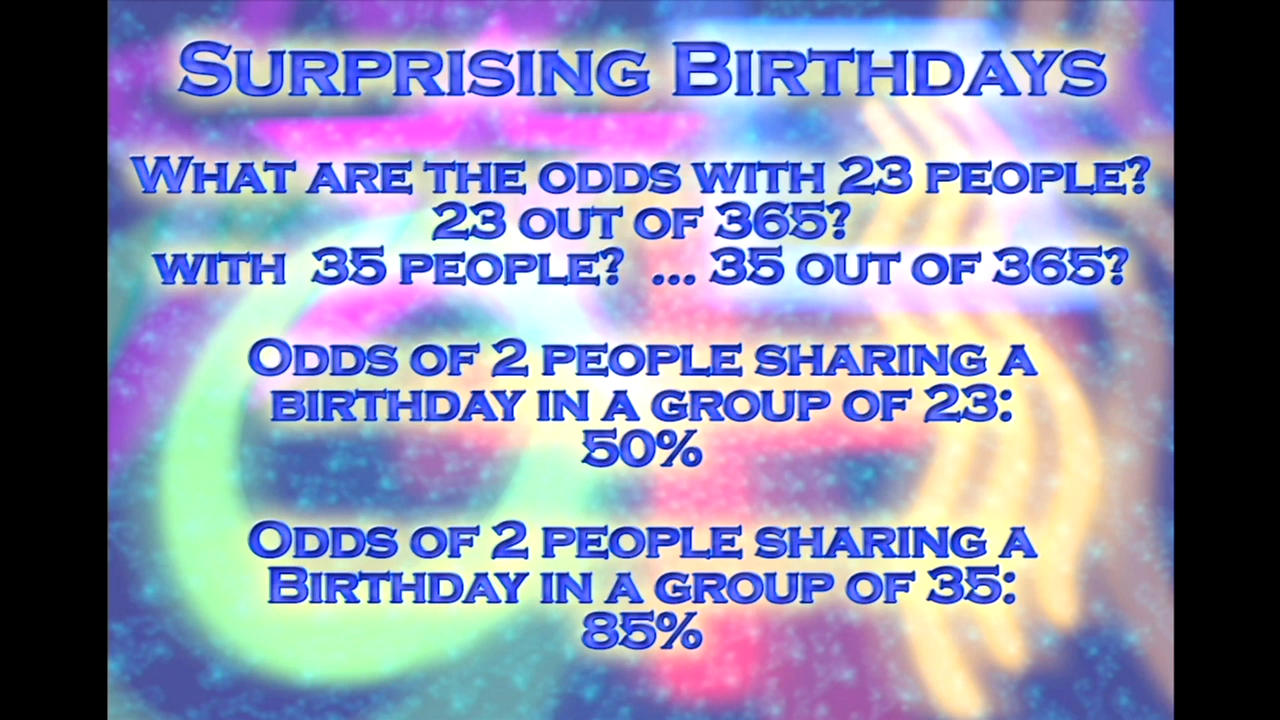 Surprising Birthdays
What are the odds with 23 people?
23 out of 365?
with 35 people? ... 35 out of 365?
Odds of 2 people sharing a
birthday in a group of 23:
50%
Odds of 2 people sharing a
Birthday in a group of 35:
85%